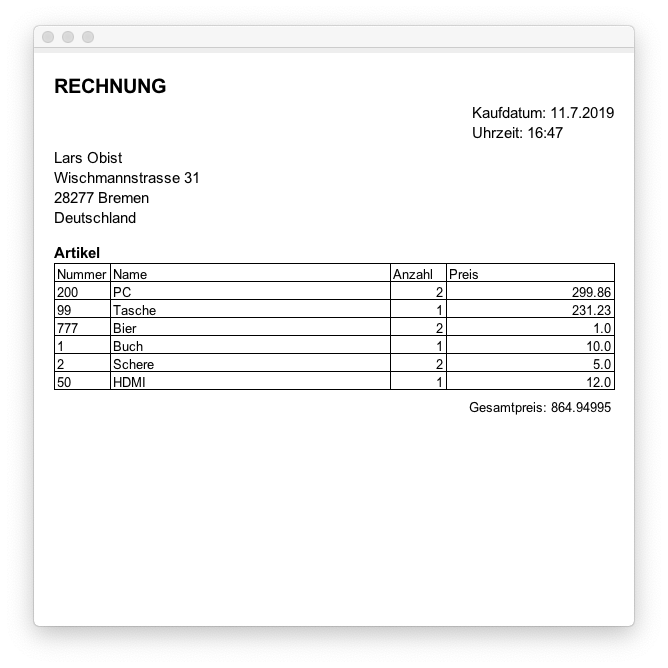 RECHNUNG
Kaufdatum: 11.7.2019
Uhrzeit: 16:47
Lars Obist
Wischmannstrasse 31
28277 Bremen
Deutschland
Artikel
Nummer Name Anzahl Preis
200 PC 2 299.86
99 Tasche 1 231.23
777 Bier 2 1.0
1 Buch 1 10.0
2 Schere 2 5.0
50 HDMI 1 12.0
Gesamtpreis: 864.94995